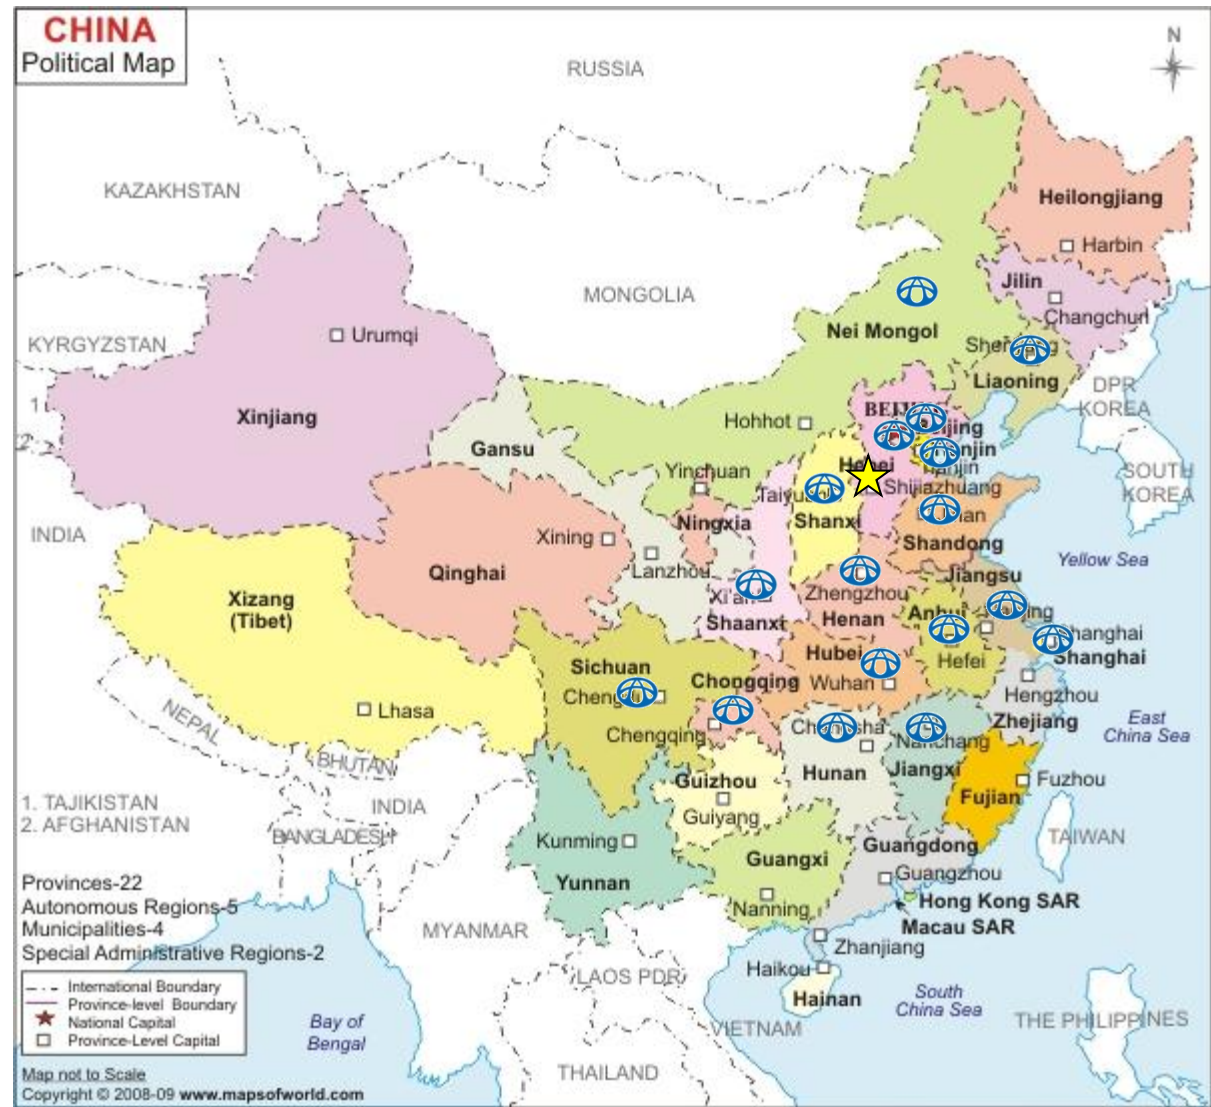 CHINA
Political Map
N
RUSSIA
KAZAKHSTAN
Heilongjiang
Harbin
MONGOLIA
Jilin
Changchun
Nei Mongol
KYRGYZSTAN
Urumqi
Liaoning
DPR
KOREA
1
2
Xinjiang
Hohhot
Gansu
Yinchuan
Shijiazhuang
SOUTH
KOREA
Ningxia
Shanxi
INDIA
Xining
Lanzhou
Shandong
Yellow Sea
Qinghai
Jiangsu
Zhengzhou
Xizang
(Tibet)
Henan
Shaanxi
Hubei
Hefei
Shanghai
Sichuan
Chongqing
Wuhan
Hengzhou
Zhejiang
East
China Sea
Lhasa
NEPAL
Chengqing
Nanchang
BHUTAN
Guizhou
Hunan
Jiangxi
Fuzhou
Fujian
INDIA
Guiyang
1. TAJIKISTAN
2. AFGHANISTAN
BANGLADESH
Kunming
Guangxi
Guangdong
TAIWAN
Guangzhou
Yunnan
Nanning
Hong Kong SAR
Macau SAR
Provinces-22
Autonomous Regions-5
Municipalities-4
Special Administrative Regions-2
MYANMAR
Zhanjiang
LAOS PDR
Haikou
Hainan
South
China Sea
International Boundary
Province-level Boundary
National Capital
Province-Level Capital
Bay of
Bengal
VIETNAM
THE PHILIPPINES
THAILAND
Map not to Scale
Copyright © 2008-09 www.mapsofworld.com